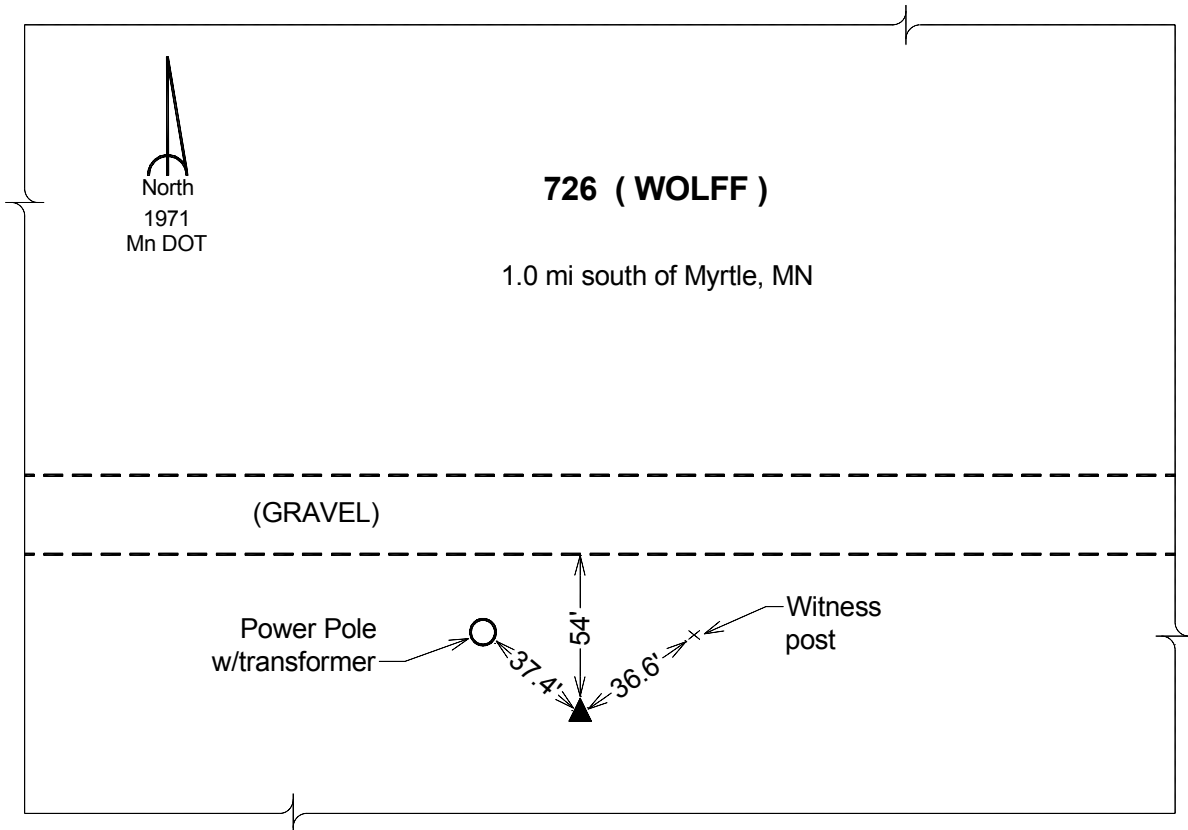 726 ( WOLFF )
North
1971
Mn DOT
1.0 mi south of Myrtle, MN
(GRAVEL)
Power Pole
w/transformer
37.4'
54'
36.6'
Witness
post